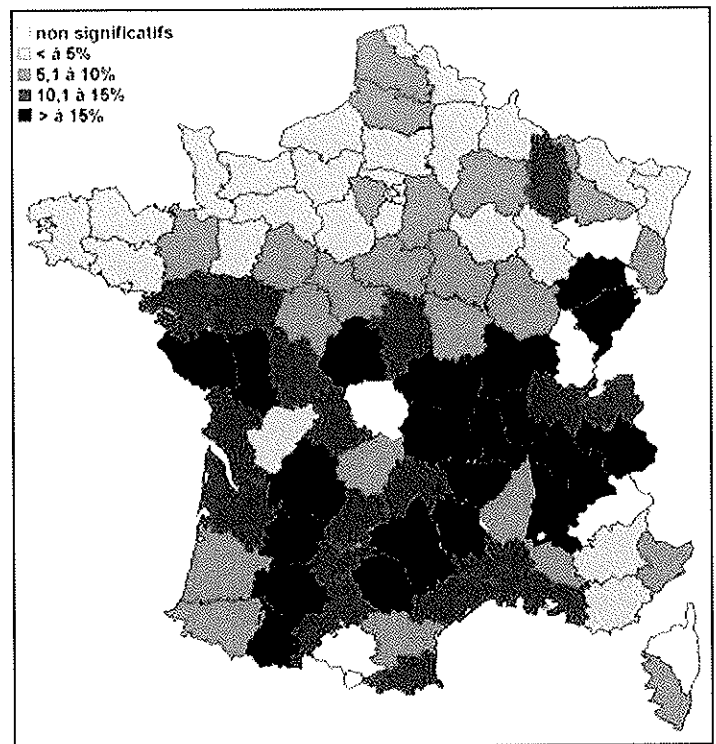 non significatifs
< à 5%
5,1 à 10%
10,1 à 15%
> à 15%